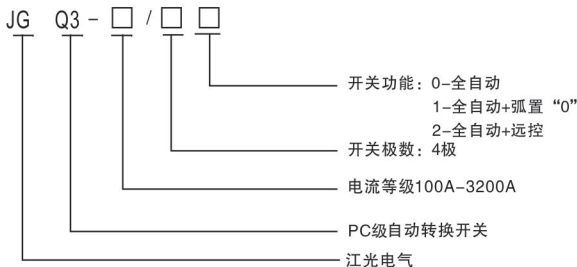 JG Q3-□/□□
开关功能：0-全自动
1-全自动+弧置“0”
2-全自动+远控
开关极数：4极
电流等级100A-3200A
PC级自动转换开关
江光电气